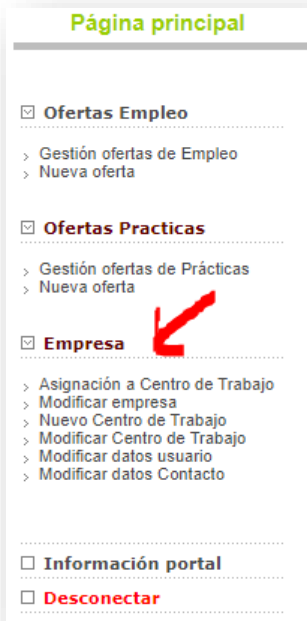 Página principal
Ofertas Empleo
Gestión ofertas de Empleo
Nueva oferta
Ofertas Practicas
Gestión ofertas de Prácticas
Nueva oferta
Empresa
Asignación a Centro de Trabajo
Modificar empresa
Nuevo Centro de Trabajo
Modificar Centro de Trabajo
Modificar datos usuario
Modificar datos Contacto
Información portal
Desconectar